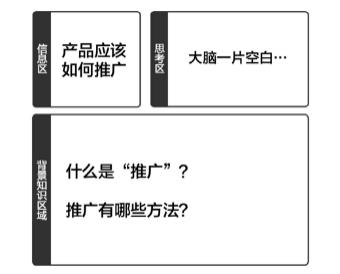 信息区
产品应该
如何推广
思考区
大脑一片空白…
背景知识区域
什么是“推广”？
推广有哪些方法？